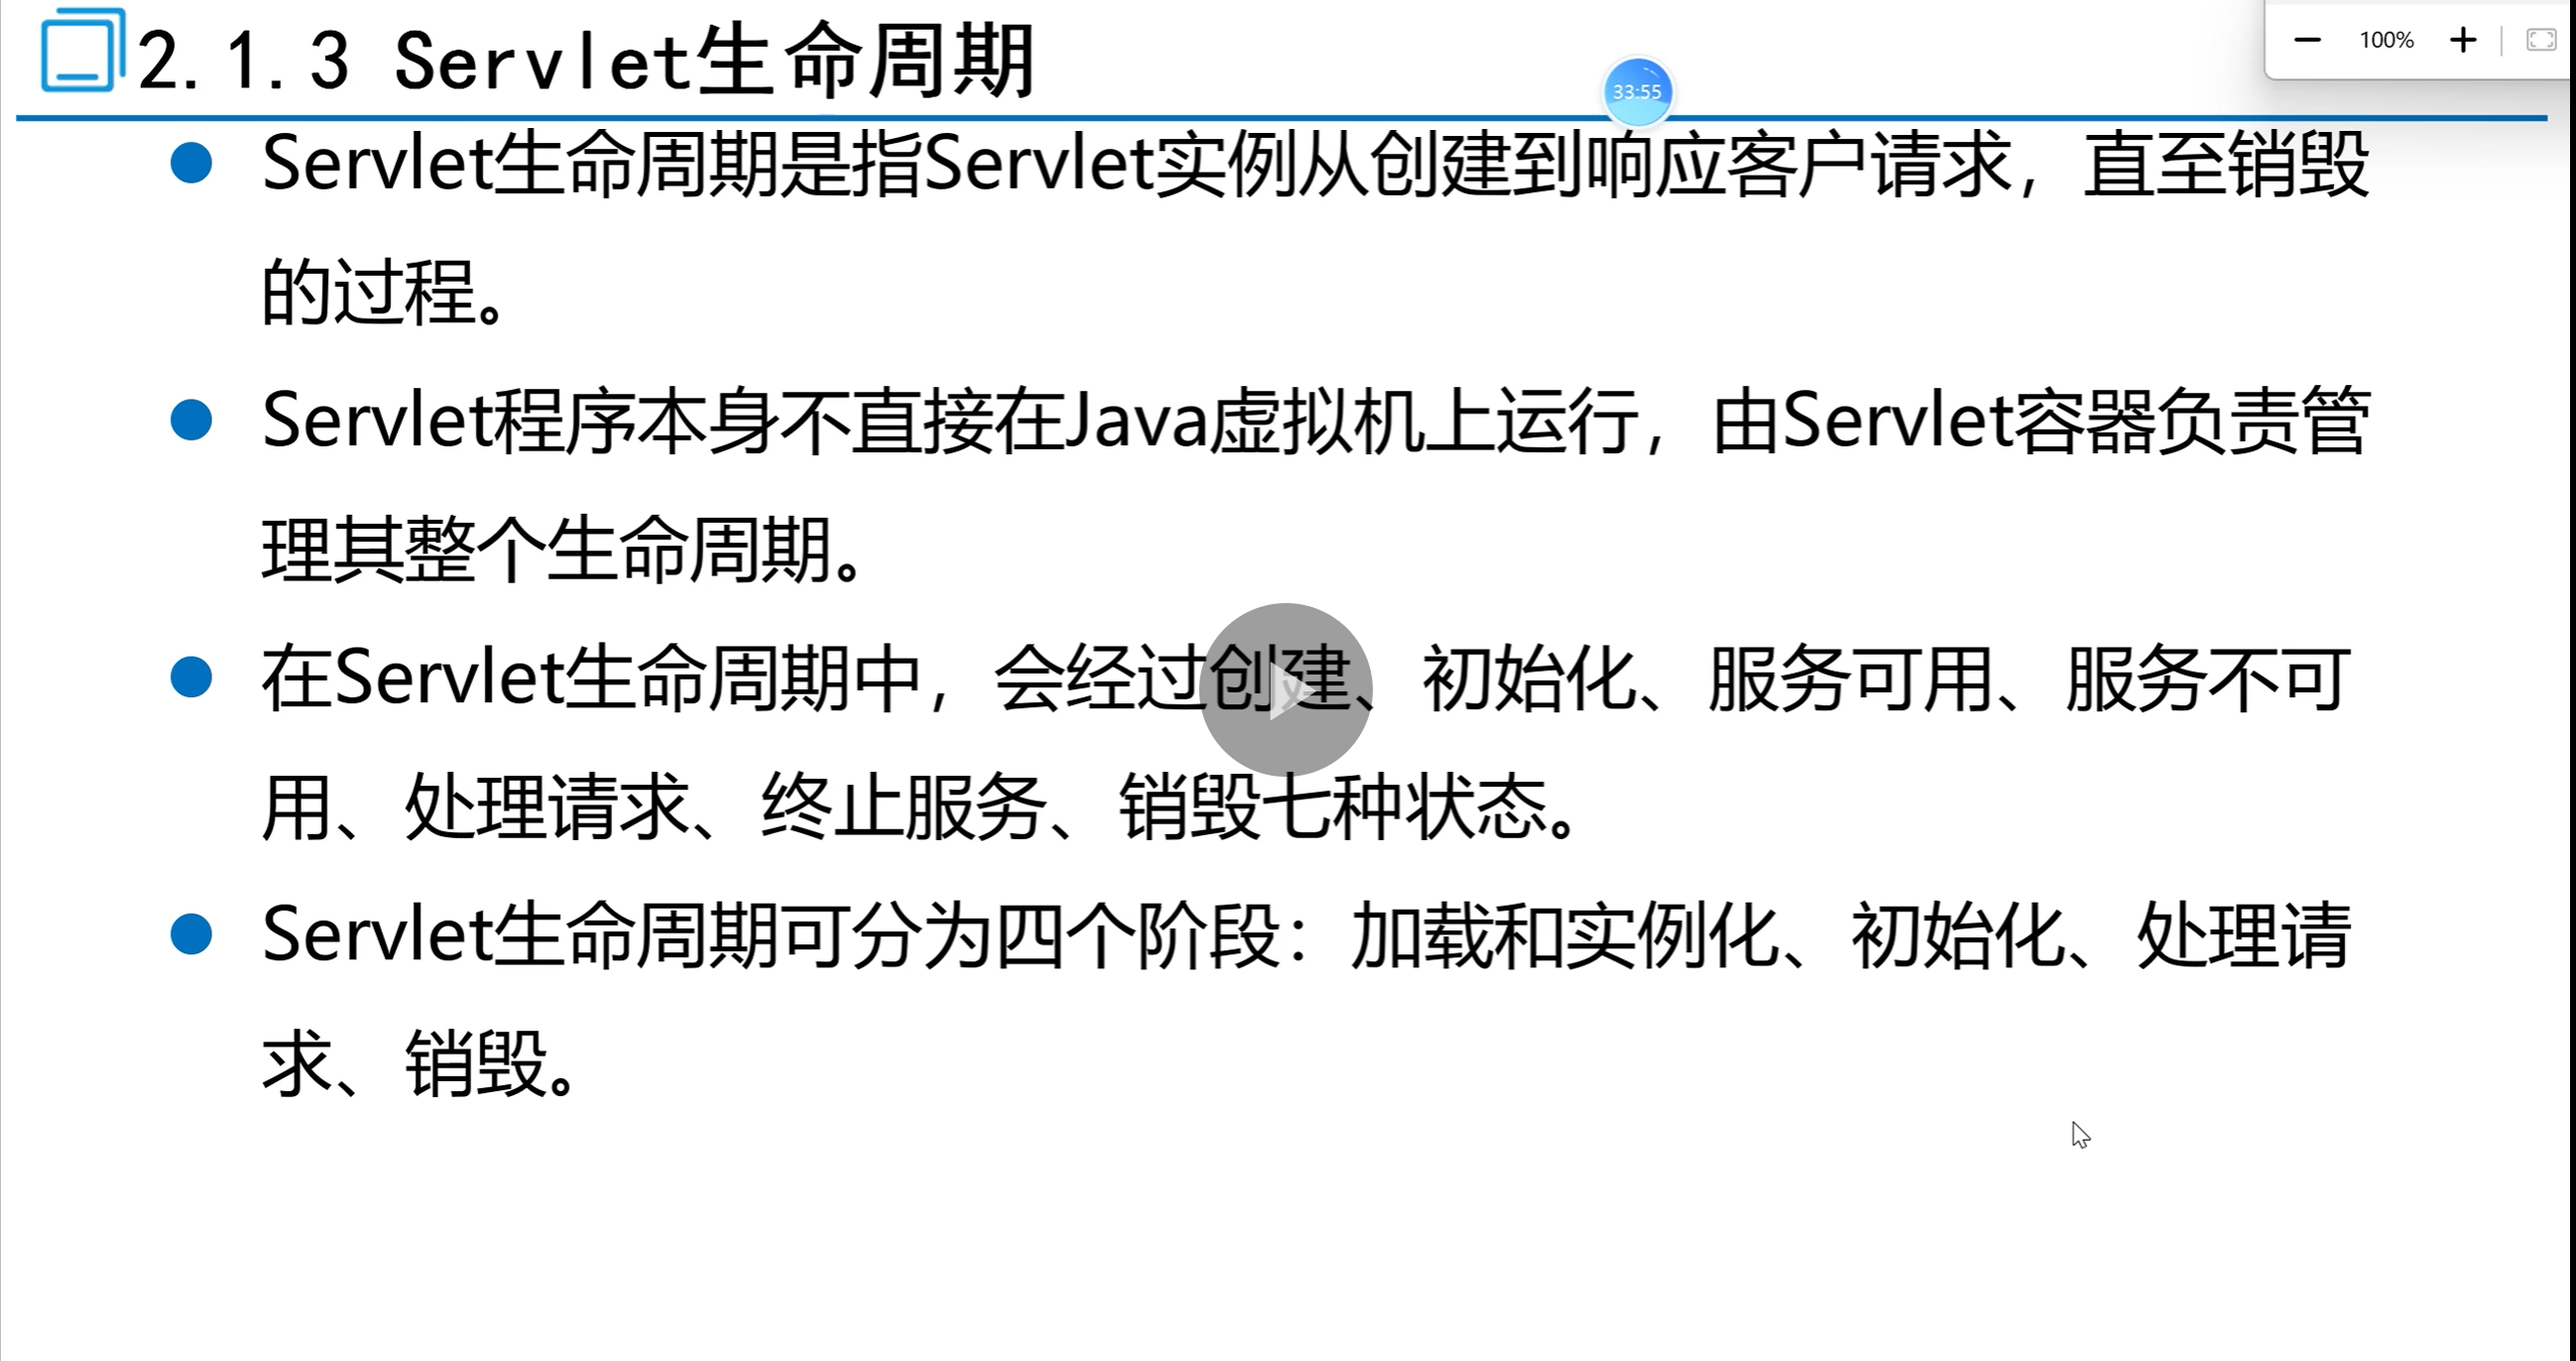 2.1.3 Servlet生命周期
100%
33:55
Servlet生命周期是指Servlet实例从创建到响应客户请求，直至销毁
的过程。
Servlet程序本身不直接在Java虚拟机上运行，由Servlet容器负责管
理其整个生命周期。
在Servlet生命周期中，会经过创建、初始化、服务可用、服务不可
用、处理请求、终止服务、销毁七种状态。
Servlet生命周期可分为四个阶段：加载和实例化、初始化、处理请
求、销毁。